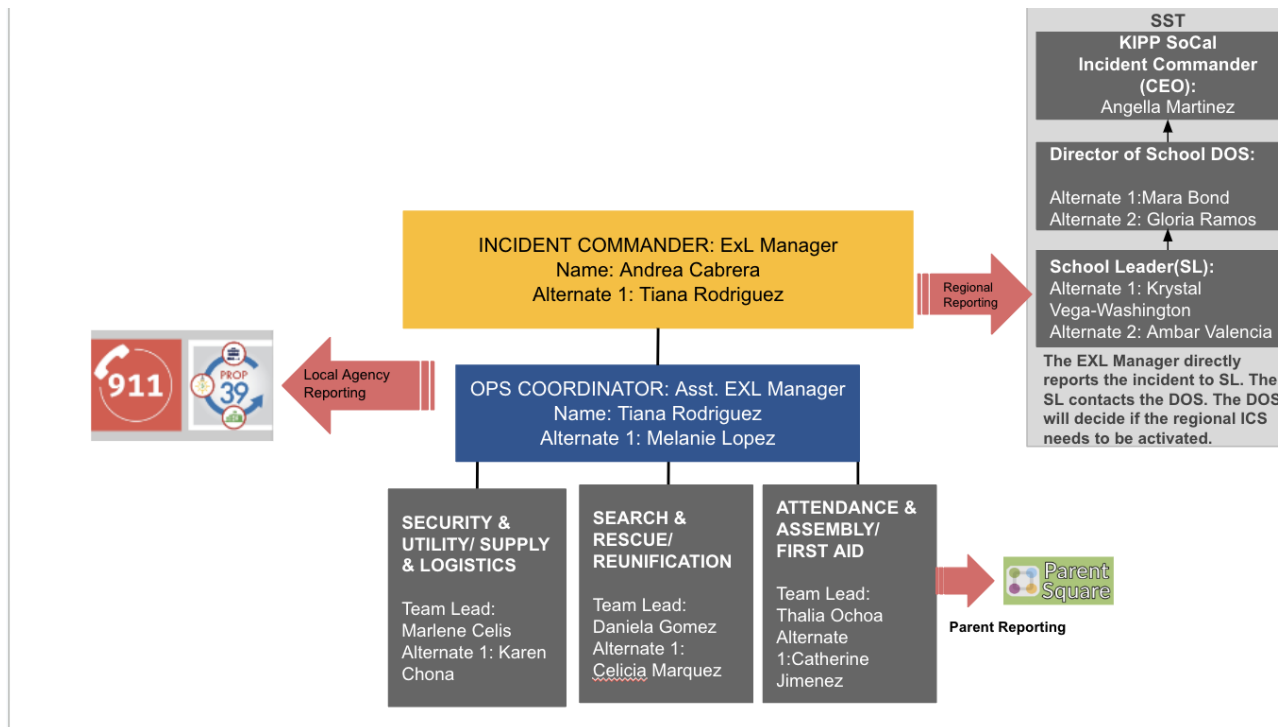 SST
KIPP SoCal
Incident Commander
(CEO):
Angella Martinez
Director of School DOS:
Alternate 1:Mara Bond
Alternate 2: Gloria Ramos
School Leader(SL):
Alternate 1: Krystal
Vega-Washington
Alternate 2: Ambar Valencia
The EXL Manager directly
reports the incident to SL. The
SL contacts the DOS. The DOS
will decide if the regional ICS
needs to be activated.
INCIDENT COMMANDER: ExL Manager
Name: Andrea Cabrera
Alternate 1: Tiana Rodriguez
Regional
Reporting
911
PROP
39
Local Agency
Reporting
OPS COORDINATOR: Asst. EXL Manager
Name: Tiana Rodriguez
Alternate 1: Melanie Lopez
SECURITY &
UTILITY/ SUPPLY
& LOGISTICS
Team Lead:
Marlene Celis
Alternate 1: Karen
Chona
SEARCH &
RESCUE/
REUNIFICATION
Team Lead:
Daniela Gomez
Alternate 1:
Celicia Marquez
ATTENDANCE &
ASSEMBLY/
FIRST AID
Team Lead:
Thalia Ochoa
Alternate
1:Catherine
Jimenez
Parent
Square
Parent Reporting